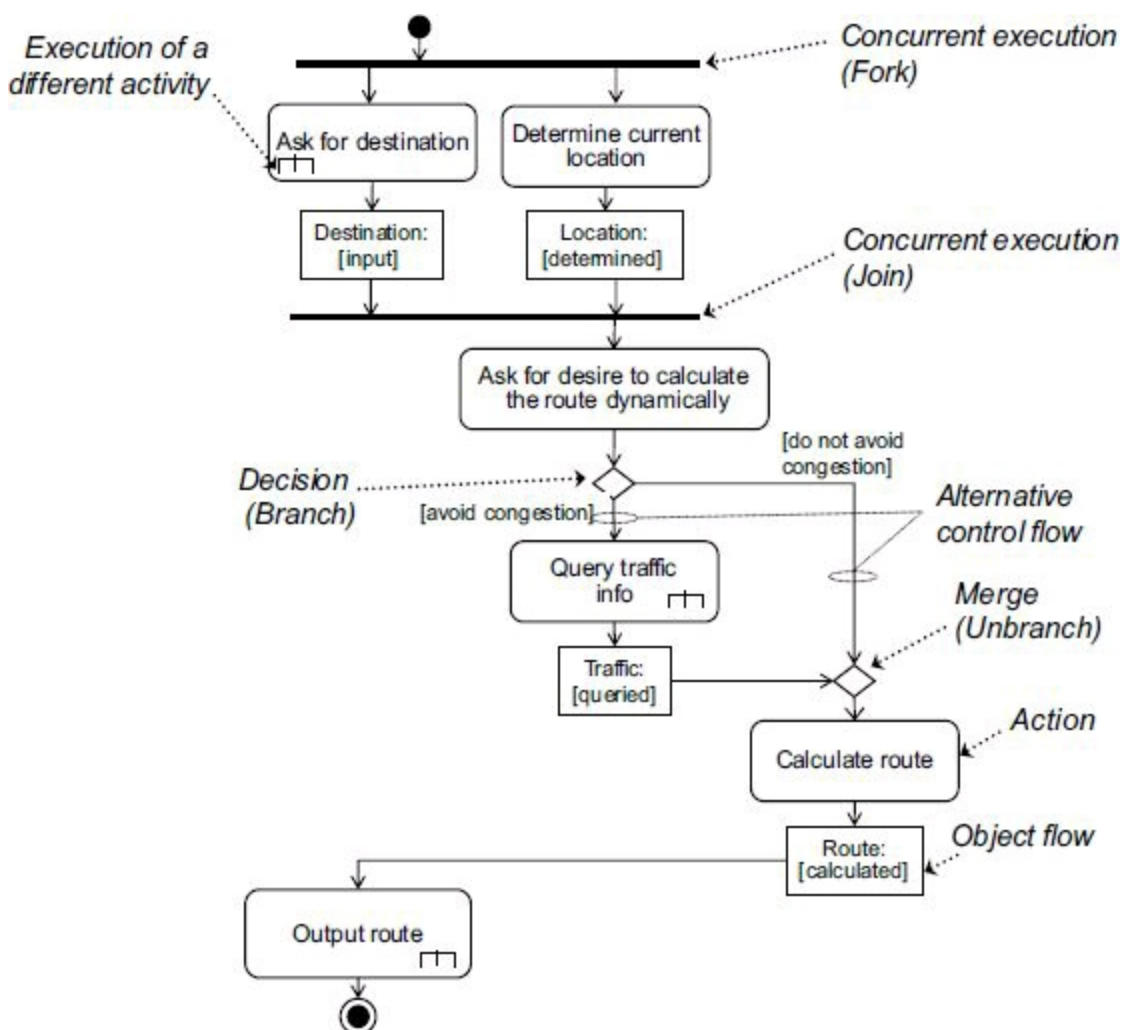 Execution of a
different activity
Concurrent execution
(Fork)
Ask for destination
Determine current
location
Destination:
[input]
Location:
[determined]
Concurrent execution
(Join)
Ask for desire to calculate
the route dynamically
[do not avoid
congestion]
Decision
(Branch)
[avoid congestion]
Alternative
control flow
Query traffic
info
Merge
(Unbranch)
Traffic:
[queried]
Action
Calculate route
Object flow
Route:
[calculated]
Output route